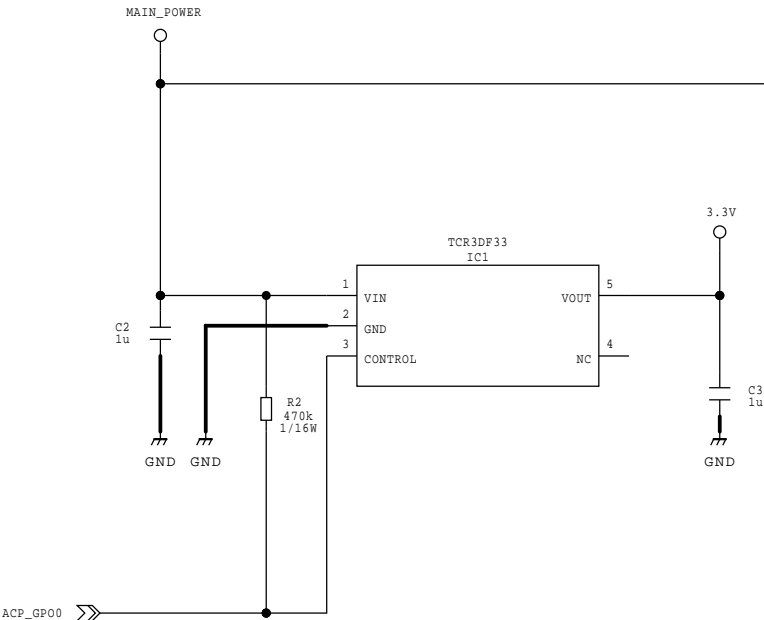 MAIN_POWER
3.3V
TCR3DF33
IC1
1
VIN
VOUT
5
2
GND
3
CONTROL
NC
4
C2
1u
R2
470k
1/16W
C3
1u
GND
GND
GND
ACP_GPO0